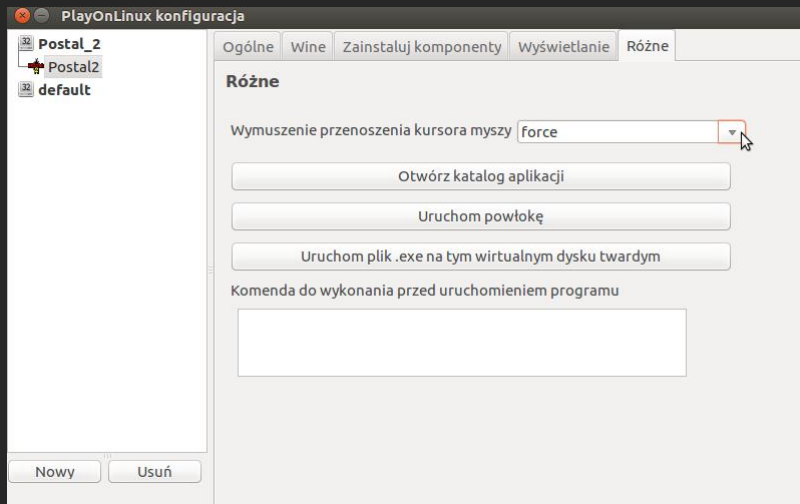 PlayOnLinux konfiguracja
32 Postal_2
Postal2
32 default
Ogólne Wine Zainstaluj komponenty Wyświetlanie Różne
Różne
Wymuszenie przenoszenia kursora myszy force
Otwórz katalog aplikacji
Uruchom powłokę
Uruchom plik .exe na tym wirtualnym dysku twardym
Komenda do wykonania przed uruchomieniem programu
Nowy Usuń